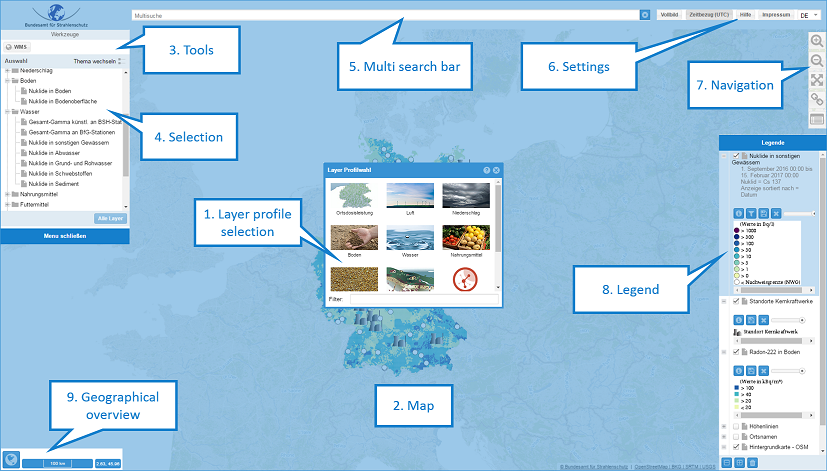 Bundesamt für Strahlenschutz
Multisuche
Vollbild
Zeitbezug (UTC)
Hilfe
Impressum
DE
Werkzeuge
WMS
Auswahl
Thema wechseln
Niederschlag
Boden
Nuklide in Boden
Nuklide in Bodenoberfläche
Wasser
Gesamt-Gamma künstl. an BSH-Stat
Gesamt-Gamma an BfG-Stationen
Nuklide in sonstigen Gewässern
Nuklide in Abwasser
Nuklide in Grund- und Rohwasser
Nuklide in Schwebstoffen
Nuklide in Sediment
Nahrungsmittel
Futtermittel
Alle Layer
Menü schließen
3. Tools
4. Selection
5. Multi search bar
6. Settings
7. Navigation
1. Layer profile
selection
Layer Profilwahl
Ortsdosisleistung
Luft
Niederschlag
Boden
Wasser
Nahrungsmittel
Filter:
2. Map
8. Legend
9. Geographical
overview
Legende
Nuklide in sonstigen
Gewässern
1. September 2016 00:00 bis
15. Februar 2017 00:00
Nuklid = Cs 137
Anzeige sortiert nach =
Datum
(Werte in Bq/l)
> 1000
> 300
> 100
> 30
> 10
> 3
> 1
> 0
< Nachweisgrenze (NWG)
Standorte Kernkraftwerke
Standort Kernkraftwerk
Radon-222 in Boden
(Werte in kBq/m³)
> 100
> 40
> 20
< 20
Höhenlinien
Ortsnamen
Hintergrundkarte - OSM
100 km
2.63, 45.96
© Bundesamt für Strahlenschutz | OpenStreetMap | BKG | SRTM | USGS